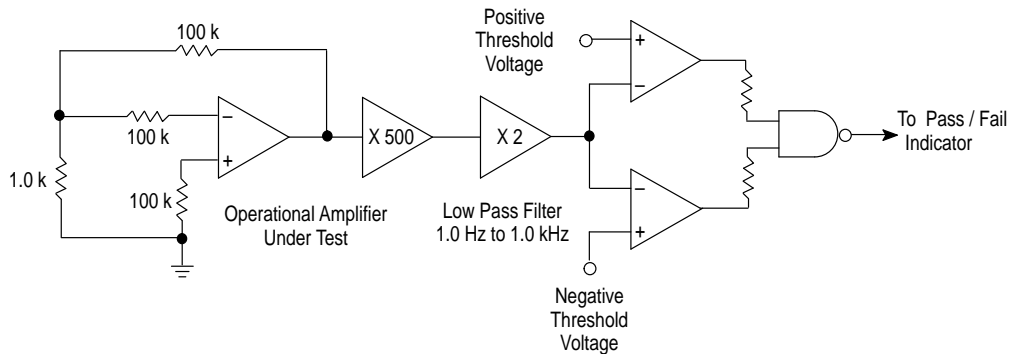 100 k
Positive
Threshold
Voltage
+
−
100 k
−
+
X 500
X 2
To Pass / Fail
Indicator
1.0 k
100 k
Operational Amplifier
Under Test
Low Pass Filter
1.0 Hz to 1.0 kHz
−
+
Negative
Threshold
Voltage